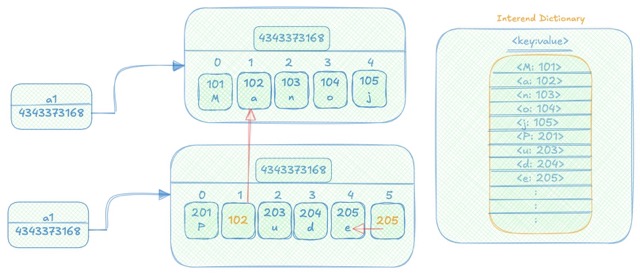 Interend Dictionary
<key:value>
4343373168
0 1 2 3 4
101 102 103 104 105
M a n o j
a1
4343373168
<M: 101>
<a: 102>
<n: 103>
<o: 104>
<j: 105>
<P: 201>
<u: 203>
<d: 204>
<e: 205>
:
:
:
4343373168
0 1 2 3 4 5
201 102 203 204 205 205
P u d e
a1
4343373168